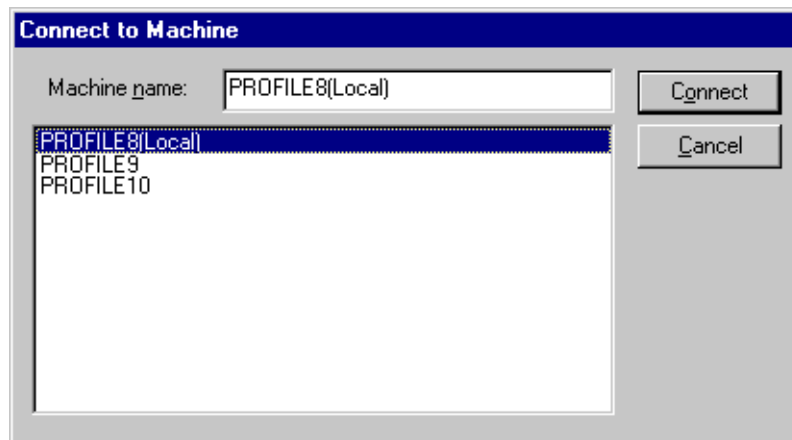 Connect to Machine
Machine name: PROFILE8(Local) Connect
PROFILE8(Local) Cancel
PROFILE9
PROFILE10